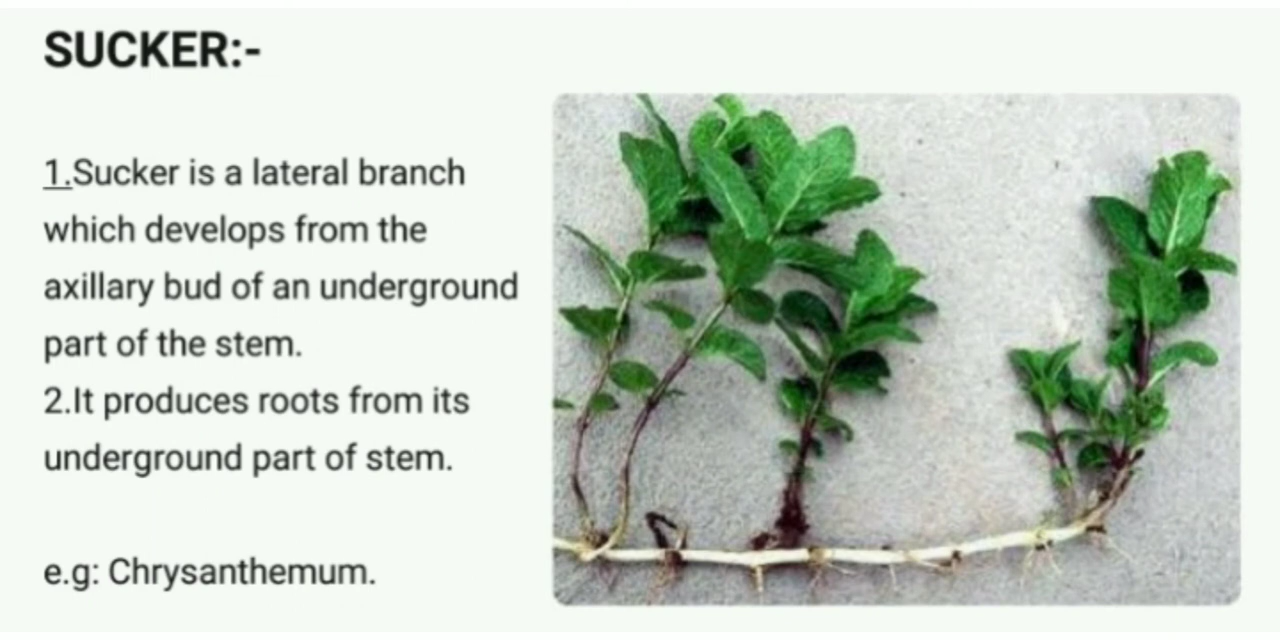 SUCKER:-
1.Sucker is a lateral branch
which develops from the
axillary bud of an underground
part of the stem.
2.It produces roots from its
underground part of stem.
e.g: Chrysanthemum.